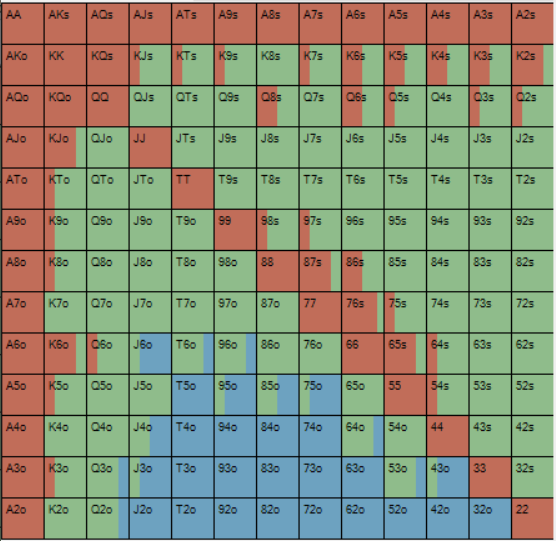 AA AKs AQs AJs ATs A9s A8s A7s A6s A5s A4s A3s A2s
AKo KK KQs KJs KTs K9s K8s K7s K6s K5s K4s K3s K2s
AQo KQo QQ QJs QTs Q9s Q8s Q7s Q6s Q5s Q4s Q3s Q2s
AJo KJo QJo JJ JTs J9s J8s J7s J6s J5s J4s J3s J2s
ATo KTo QTo JTo TT T9s T8s T7s T6s T5s T4s T3s T2s
A9o K9o Q9o J9o T9o 99 98s 97s 96s 95s 94s 93s 92s
A8o K8o Q8o J8o T8o 98o 88 87s 86s 85s 84s 83s 82s
A7o K7o Q7o J7o T7o 97o 87o 77 76s 75s 74s 73s 72s
A6o K6o Q6o J6o T6o 96o 86o 76o 66 65s 64s 63s 62s
A5o K5o Q5o J5o T5o 95o 85o 75o 65o 55 54s 53s 52s
A4o K4o Q4o J4o T4o 94o 84o 74o 64o 54o 44 43s 42s
A3o K3o Q3o J3o T3o 93o 83o 73o 63o 53o 43o 33 32s
A2o K2o Q2o J2o T2o 92o 82o 72o 62o 52o 42o 32o 22